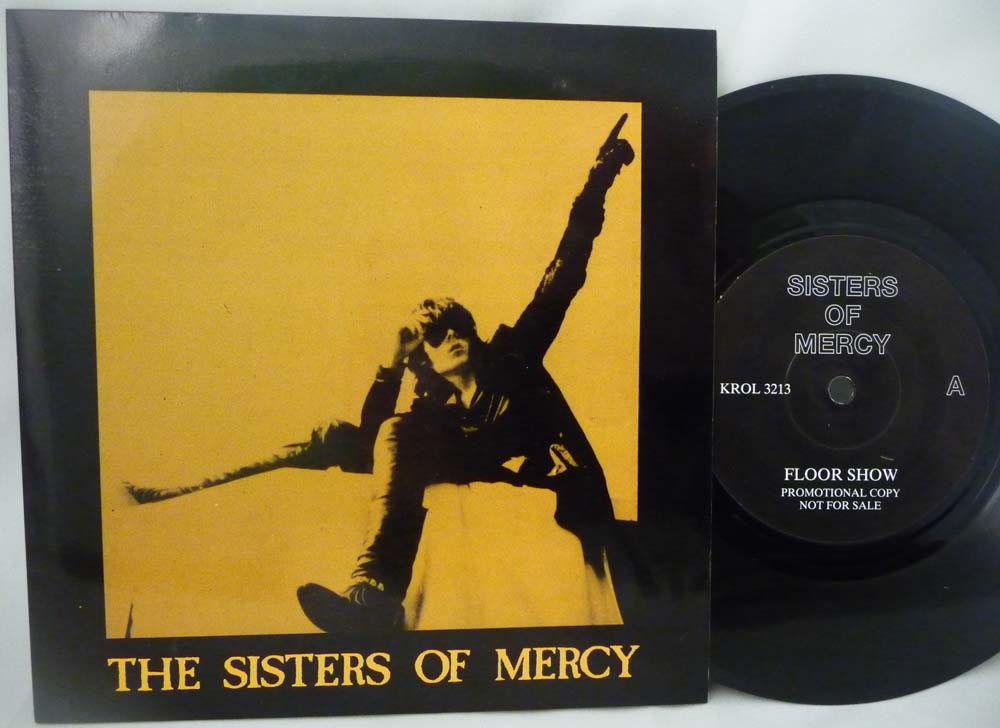 THE SISTERS OF MERCY
SISTERS
OF
MERCY
KROL 3213
A
FLOOR SHOW
PROMOTIONAL COPY
NOT FOR SALE